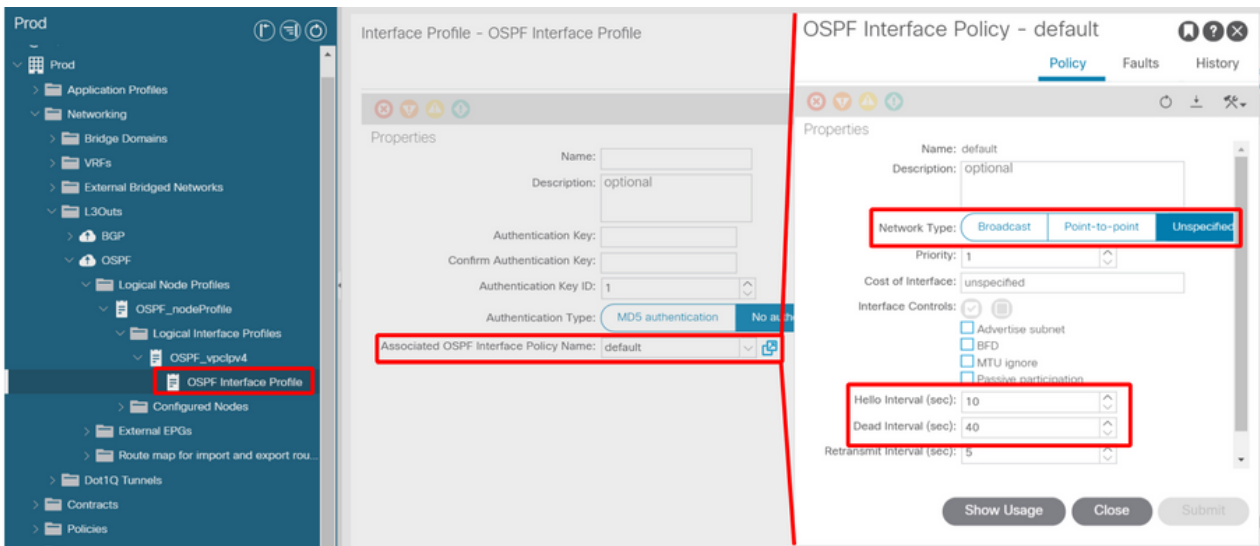 Prod
Prod
Application Profiles
Networking
Bridge Domains
VRFs
External Bridged Networks
L3Outs
BGP
OSPF
Logical Node Profiles
OSPF_nodeProfile
Logical Interface Profiles
OSPF_vpcIpv4
OSPF Interface Profile
Configured Nodes
External EPGs
Route map for import and export rou...
Dot1Q Tunnels
Contracts
Policies
Interface Profile - OSPF Interface Profile
Properties
Name:
Description: optional
Authentication Key:
Confirm Authentication Key:
Authentication Key ID: 1
Authentication Type: MD5 authentication No auth
Associated OSPF Interface Policy Name: default
OSPF Interface Policy - default
Policy Faults History
Properties
Name: default
Description: optional
Network Type: Broadcast Point-to-point Unspecified
Priority: 1
Cost of Interface: unspecified
Interface Controls:
Advertise subnet
BFD
MTU ignore
Passive participation
Hello Interval (sec): 10
Dead Interval (sec): 40
Retransmit Interval (sec): 5
Show Usage Close Submit